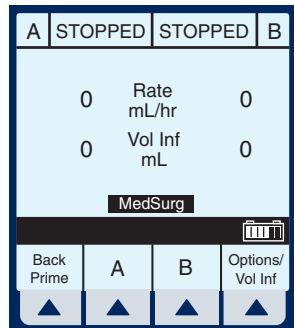 A STOPPED STOPPED B
0 Rate mL/hr 0
0 Vol Inf mL 0
MedSurg
Back Prime A B Options/ Vol Inf